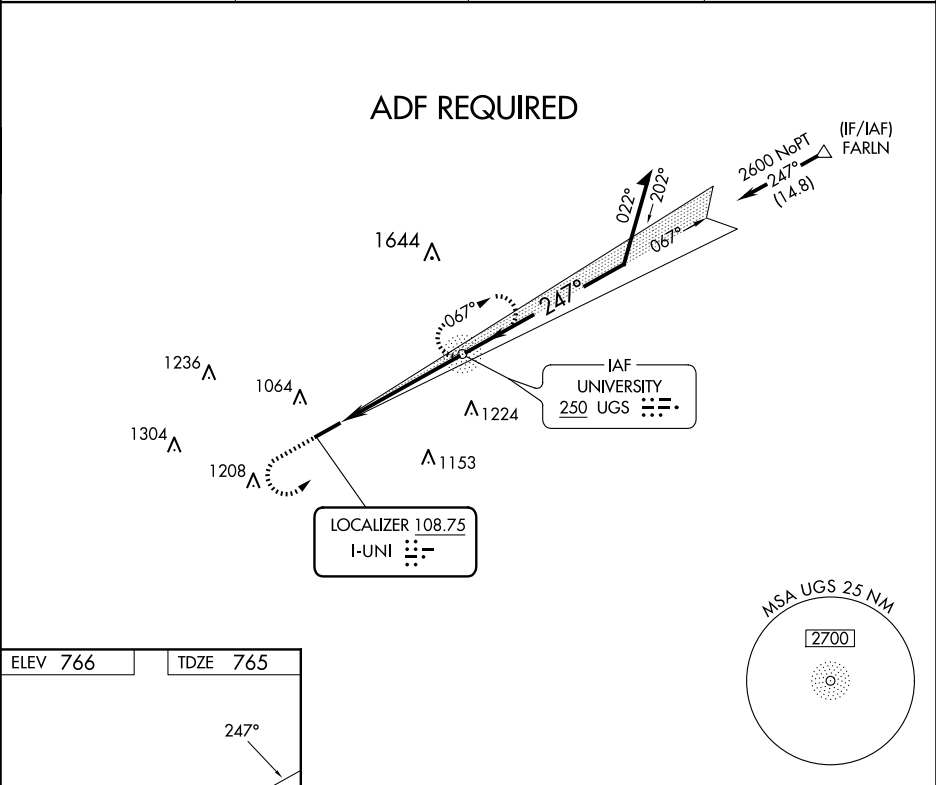 ADF REQUIRED
(IF/IAF)
FARLN
2600 NoPT
247°
(14.8)
022°
202°
067°
1644
067°
247°
1236
1064
1304
1208
1224
1153
IAF
UNIVERSITY
250 UGS
LOCALIZER 108.75
I-UNI
MSA UGS 25 NM
2700
ELEV 766
TDZE 765
247°